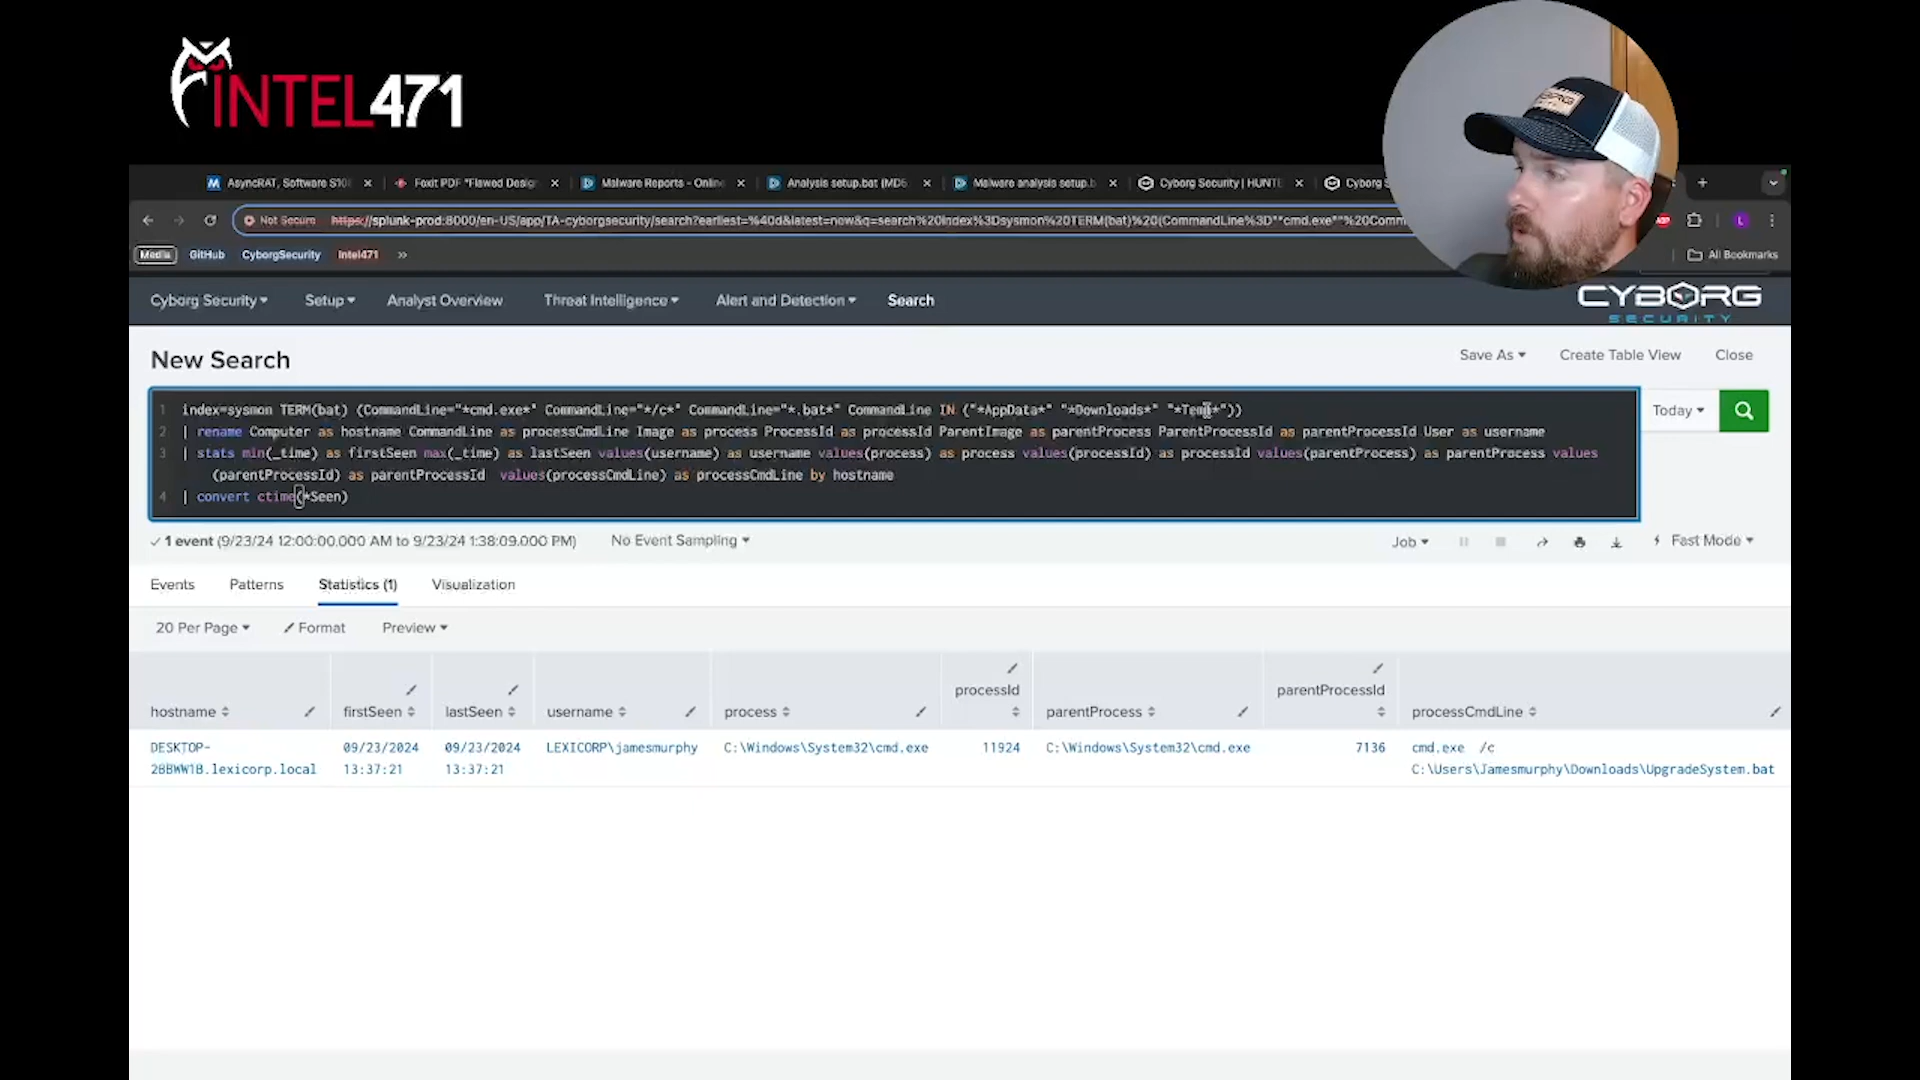 INTEL471
AsyncRAT, Software S10
Foxit PDF "Flawed Desig
Malware Reports - Online
Analysis setup.bat (MD5
Malware analysis setup.b
Cyborg Security | HUNTE
Cyborg S
Not Secure https://splunk-prod:8000/en-US/app/TA-cyborgsecurity/search?earliest=%40d&latest=now&q=search%20index%3Dsysmon%20TERM(bat)%20(CommandLine%3D"*cmd.exe*"%20Comm
Media GitHub CyborgSecurity Intel471 » All Bookmarks
Cyborg Security Setup Analyst Overview Threat Intelligence Alert and Detection Search
CYBORG
SECURITY
New Search
Save As Create Table View Close
1 index=sysmon TERM(bat) (CommandLine="*cmd.exe*" CommandLine="*/c*" CommandLine="*.bat*" CommandLine IN ("*AppData*" "*Downloads*" "*Temp*"))
2 | rename Computer as hostname CommandLine as processCmdLine Image as process ProcessId as processId ParentImage as parentProcess ParentProcessId as parentProcessId User as username
3 | stats min(_time) as firstSeen max(_time) as lastSeen values(username) as username values(process) as process values(processId) as processId values(parentProcess) as parentProcess values
(parentProcessId) as parentProcessId values(processCmdLine) as processCmdLine by hostname
4 | convert ctime(*Seen)
Today
✓ 1 event (9/23/24 12:00:00.000 AM to 9/23/24 1:38:09.000 PM) No Event Sampling
Job Fast Mode
Events Patterns Statistics (1) Visualization
20 Per Page Format Preview
hostname firstSeen lastSeen username process processId parentProcess parentProcessId processCmdLine
DESKTOP- 09/23/2024 09/23/2024 LEXICORP\jamesmurphy C:\Windows\System32\cmd.exe 11924 C:\Windows\System32\cmd.exe 7136 cmd.exe /c
2BBWW1B.lexicorp.local 13:37:21 13:37:21 C:\Users\Jamesmurphy\Downloads\UpgradeSystem.bat